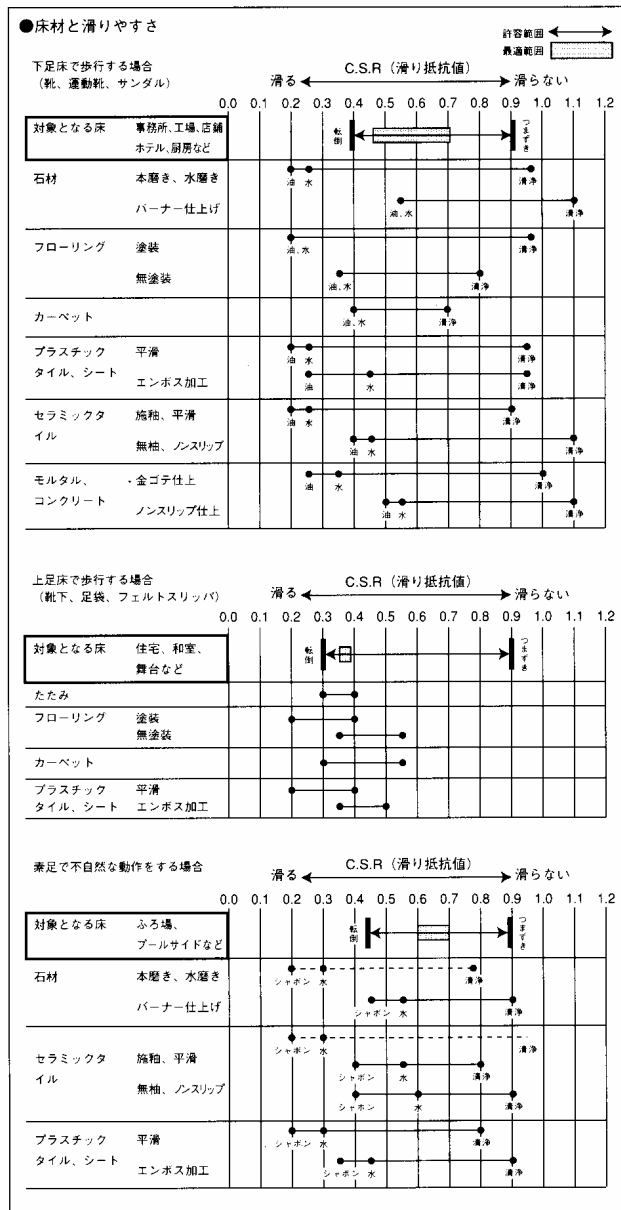 ●床材と滑りやすさ
許容範囲
最適範囲
下足床で歩行する場合
(靴、運動靴、サンダル)
C.S.R (滑り抵抗値)
滑る 滑らない
0.0 0.1 0.2 0.3 0.4 0.5 0.6 0.7 0.8 0.9 1.0 1.1 1.2
対象となる床 事務所、工場、店舗
ホテル、厨房など
転倒 つまずき
石材 本磨き、水磨き
油 水 清浄
バーナー仕上げ
油、水 清浄
フローリング 塗装
油、水 清浄
無塗装
油、水 清浄
カーペット
油、水 清浄
プラスチック 平滑
油 水 清浄
タイル、シート エンボス加工
油 水 清浄
セラミックタ 施釉、平滑
イル
油 水 清浄
無釉、ノンスリップ
油 水 清浄
モルタル、 金ゴテ仕上
油 水 清浄
コンクリート ノンスリップ仕上
油 水 清浄
上足床で歩行する場合
(靴下、足袋、フェルトスリッパ)
C.S.R (滑り抵抗値)
滑る 滑らない
0.0 0.1 0.2 0.3 0.4 0.5 0.6 0.7 0.8 0.9 1.0 1.1 1.2
対象となる床 住宅、和室、
舞台など
転倒 つまずき
たたみ
フローリング 塗装
無塗装
カーペット
プラスチック 平滑
タイル、シート エンボス加工
素足で不自然な動作をする場合
C.S.R (滑り抵抗値)
滑る 滑らない
0.0 0.1 0.2 0.3 0.4 0.5 0.6 0.7 0.8 0.9 1.0 1.1 1.2
対象となる床 ふろ場、
プールサイドなど
転倒 つまずき
石材 本磨き、水磨き
シャボン 水 清浄
バーナー仕上げ
シャボン 水 清浄
シャボン 水 清浄
セラミックタ 施釉、平滑
イル
シャボン 水 清浄
無釉、ノンスリップ
シャボン 水 清浄
プラスチック 平滑
シャボン 水 清浄
タイル、シート エンボス加工
シャボン 水 清浄